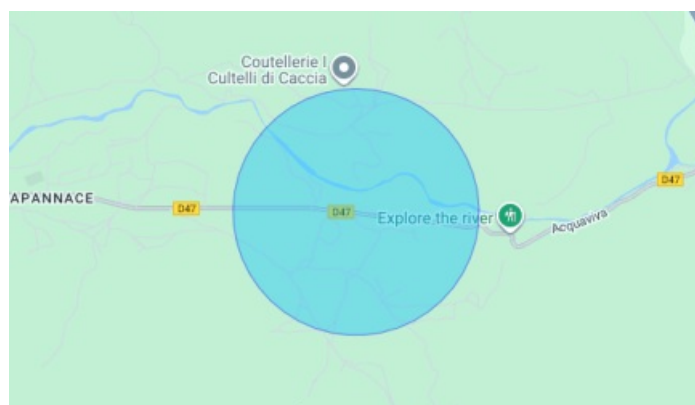 Coutellerie I
Cultelli di Caccia
APANNACE
D47
D47
D47
Explore the river
Acquaviva